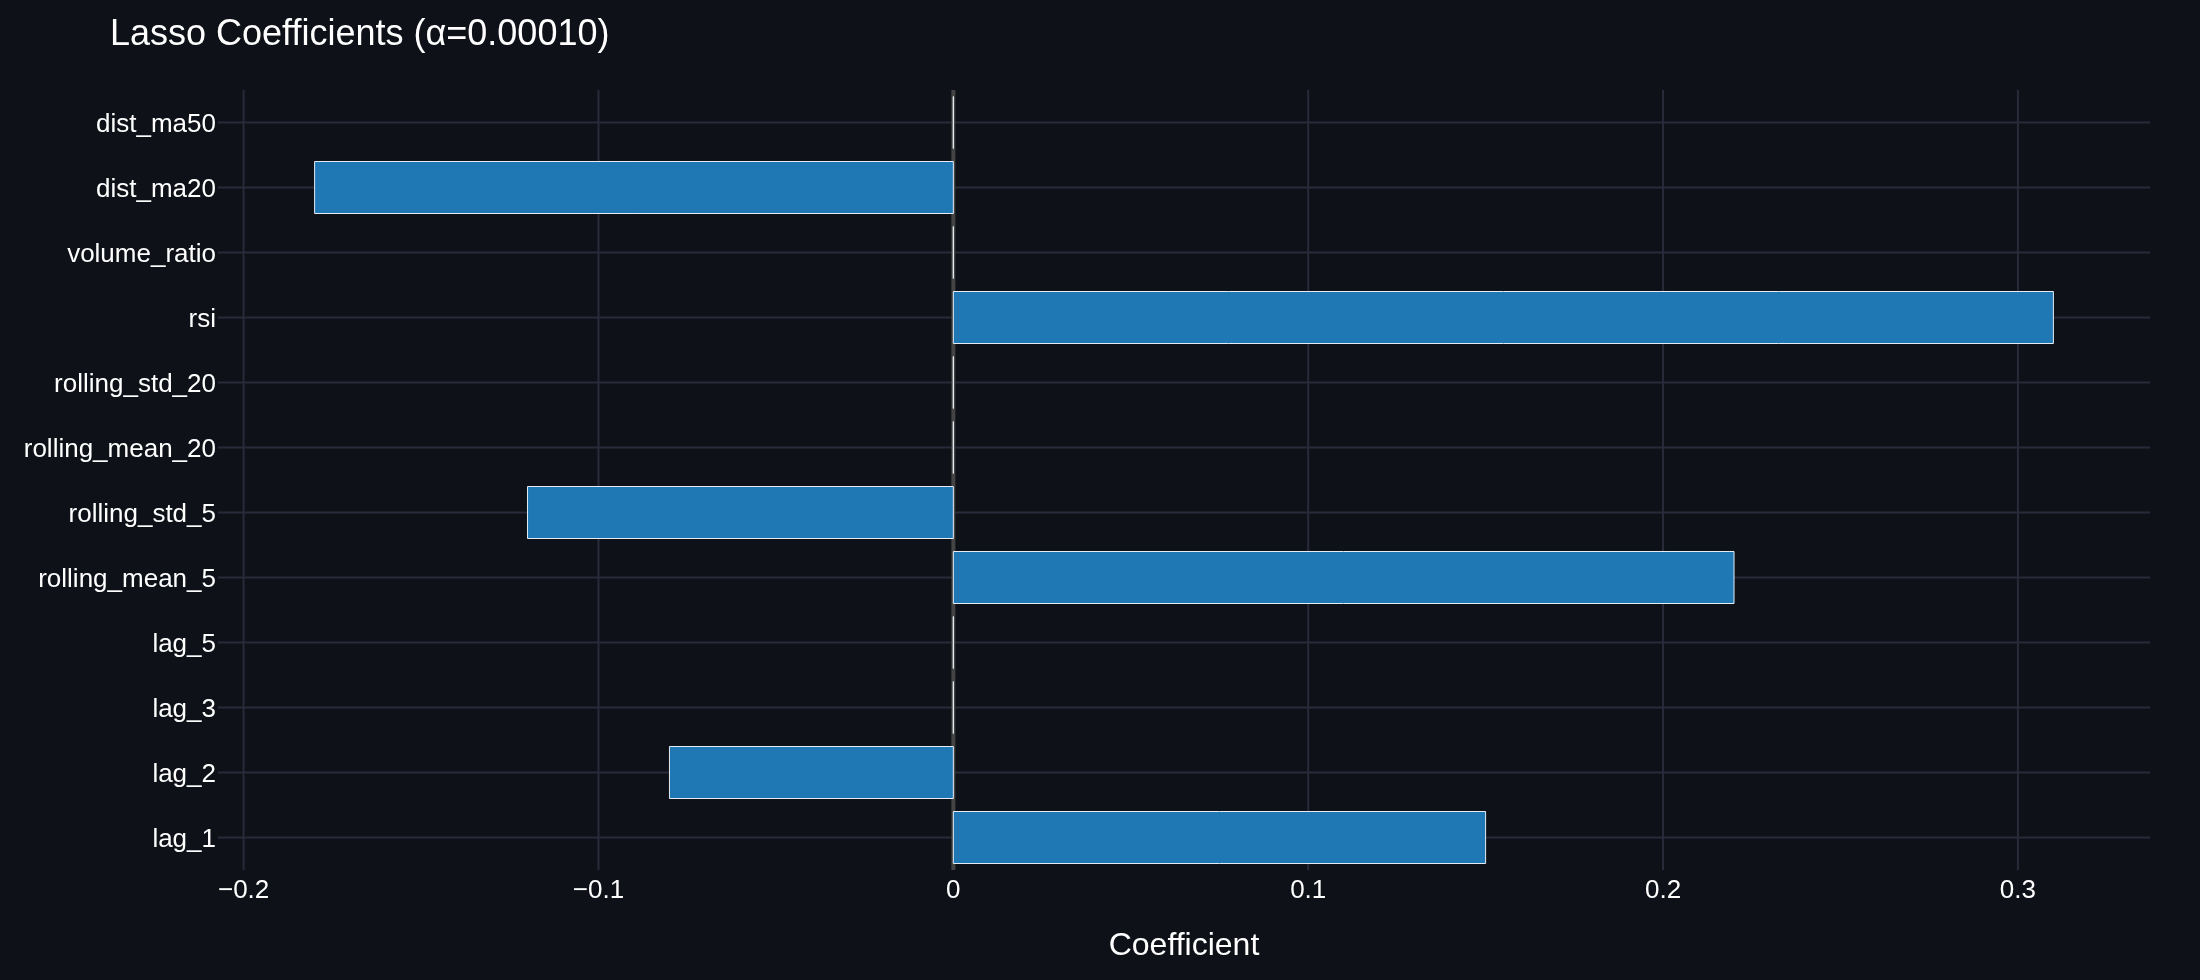 Lasso Coefficients (α=0.00010)
dist_ma50
dist_ma20
volume_ratio
rsi
rolling_std_20
rolling_mean_20
rolling_std_5
rolling_mean_5
lag_5
lag_3
lag_2
lag_1
−0.2 −0.1 0 0.1 0.2 0.3
Coefficient